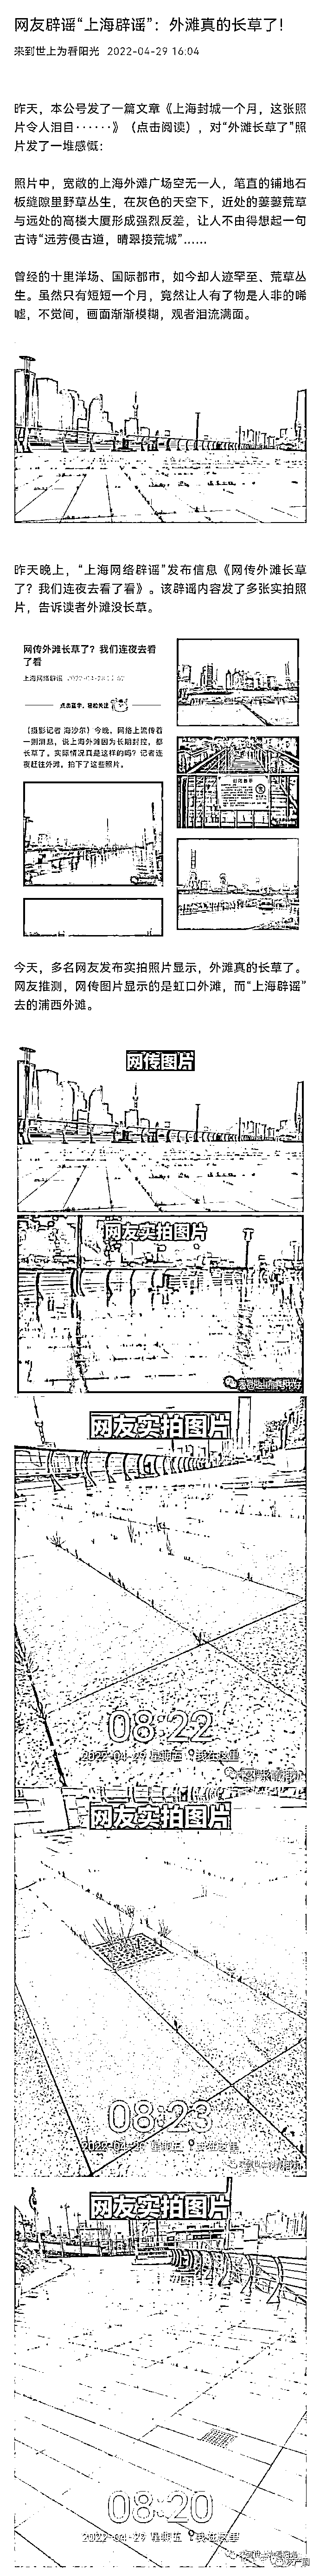 网友辟谣“上海辟谣”：外滩真的长草了！
来到世上为看阳光 2022-04-29 16:04
昨天，本公号发了一篇文章《上海封城一个月，这张照
片令人泪目······》（点击阅读），对“外滩长草了”照
片发了一堆感慨：
照片中，宽敞的上海外滩广场空无一人，笔直的铺地石
板缝隙里野草丛生，在灰色的天空下，近处的萋萋荒草
与远处的高楼大厦形成强烈反差，让人不由得想起一句
古诗“远芳侵古道，晴翠接荒城”……
曾经的十里洋场、国际都市，如今却人迹罕至、荒草丛
生。虽然只有短短一个月，竟然让人有了物是人非的唏
嘘，不觉间，画面渐渐模糊，观者泪流满面。
昨天晚上，“上海网络辟谣”发布信息《网传外滩长草
了？我们连夜去看了看》。该辟谣内容发了多张实拍照
片，告诉读者外滩没长草。
网传外滩长草了？我们连夜去看
了看
上海网络辟谣
点击蓝字，轻松关注
【摄影记者 海沙尔】今晚，网络上流传着
一则消息，说上海外滩因为长期封控，都
长草了。实际情况真是这样的吗？记者连
夜赶往外滩，拍下了这些照片。
今天，多名网友发布实拍照片显示，外滩真的长草了。
网友推测，网传图片显示的是虹口外滩，而“上海辟谣”
去的浦西外滩。
网传图片
网友实拍图片
网友实拍图片
08:22
2022-04-29 星期五 我在这里
网友实拍图片
08:23
2022-04-29 星期五 我在这里
网友实拍图片
08:20
2022-04-29 星期五 我在这里